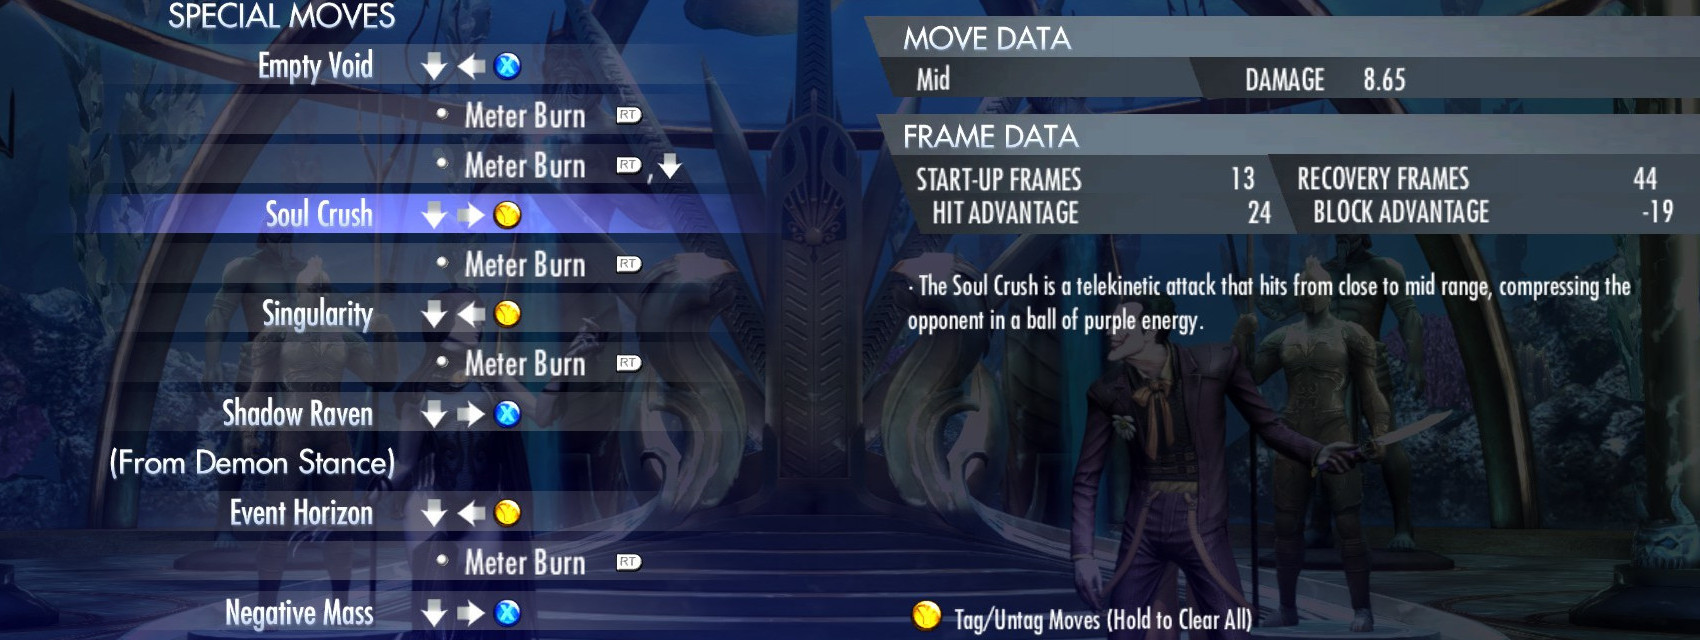 SPECIAL MOVES
Empty Void X
Meter Burn RT
Meter Burn RT ,
Soul Crush Y
Meter Burn RT
Singularity Y
Meter Burn RT
Shadow Raven X
(From Demon Stance)
Event Horizon Y
Meter Burn RT
Negative Mass X
MOVE DATA
Mid DAMAGE 8.65
FRAME DATA
START-UP FRAMES 13 RECOVERY FRAMES 44
HIT ADVANTAGE 24 BLOCK ADVANTAGE -19
· The Soul Crush is a telekinetic attack that hits from close to mid range, compressing the
opponent in a ball of purple energy.
Y Tag/Untag Moves (Hold to Clear All)